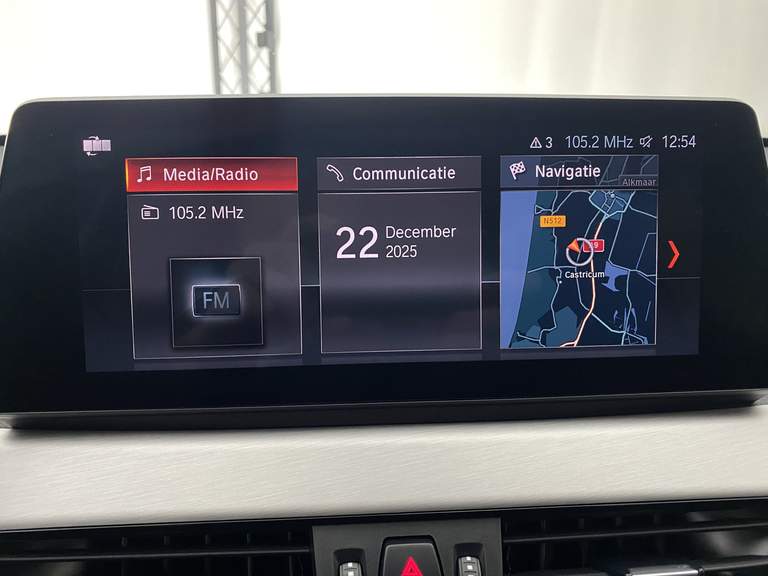 3 105.2 MHz 12:54
Media/Radio
105.2 MHz
FM
Communicatie
22
December
2025
Navigatie
Alkmaar
N512
Castricum